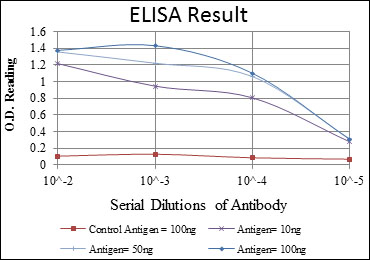 ELISA Result
O.D. Reading
1.6
1.4
1.2
1
0.8
0.6
0.4
0.2
0
10^-2 10^-3 10^-4 10^-5
Serial Dilutions of Antibody
Control Antigen = 100ng Antigen= 10ng
Antigen= 50ng Antigen= 100ng